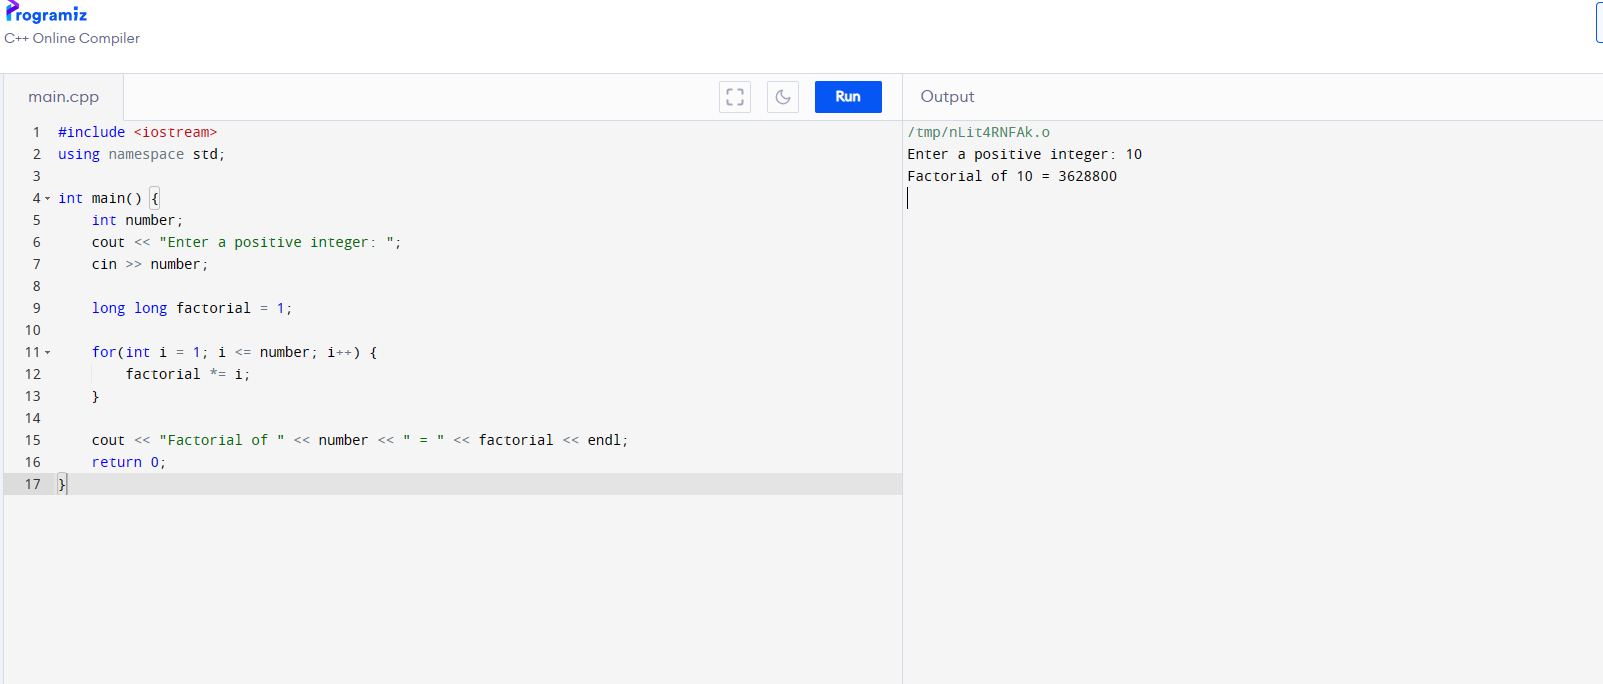 Programiz
C++ Online Compiler
main.cpp
Run
Output
1 #include <iostream>
2 using namespace std;
3
4 int main() {
5     int number;
6     cout << "Enter a positive integer: ";
7     cin >> number;
8
9     long long factorial = 1;
10
11     for(int i = 1; i <= number; i++) {
12         factorial *= i;
13     }
14
15     cout << "Factorial of " << number << " = " << factorial << endl;
16     return 0;
17 }
/tmp/nLit4RNFAk.o
Enter a positive integer: 10
Factorial of 10 = 3628800